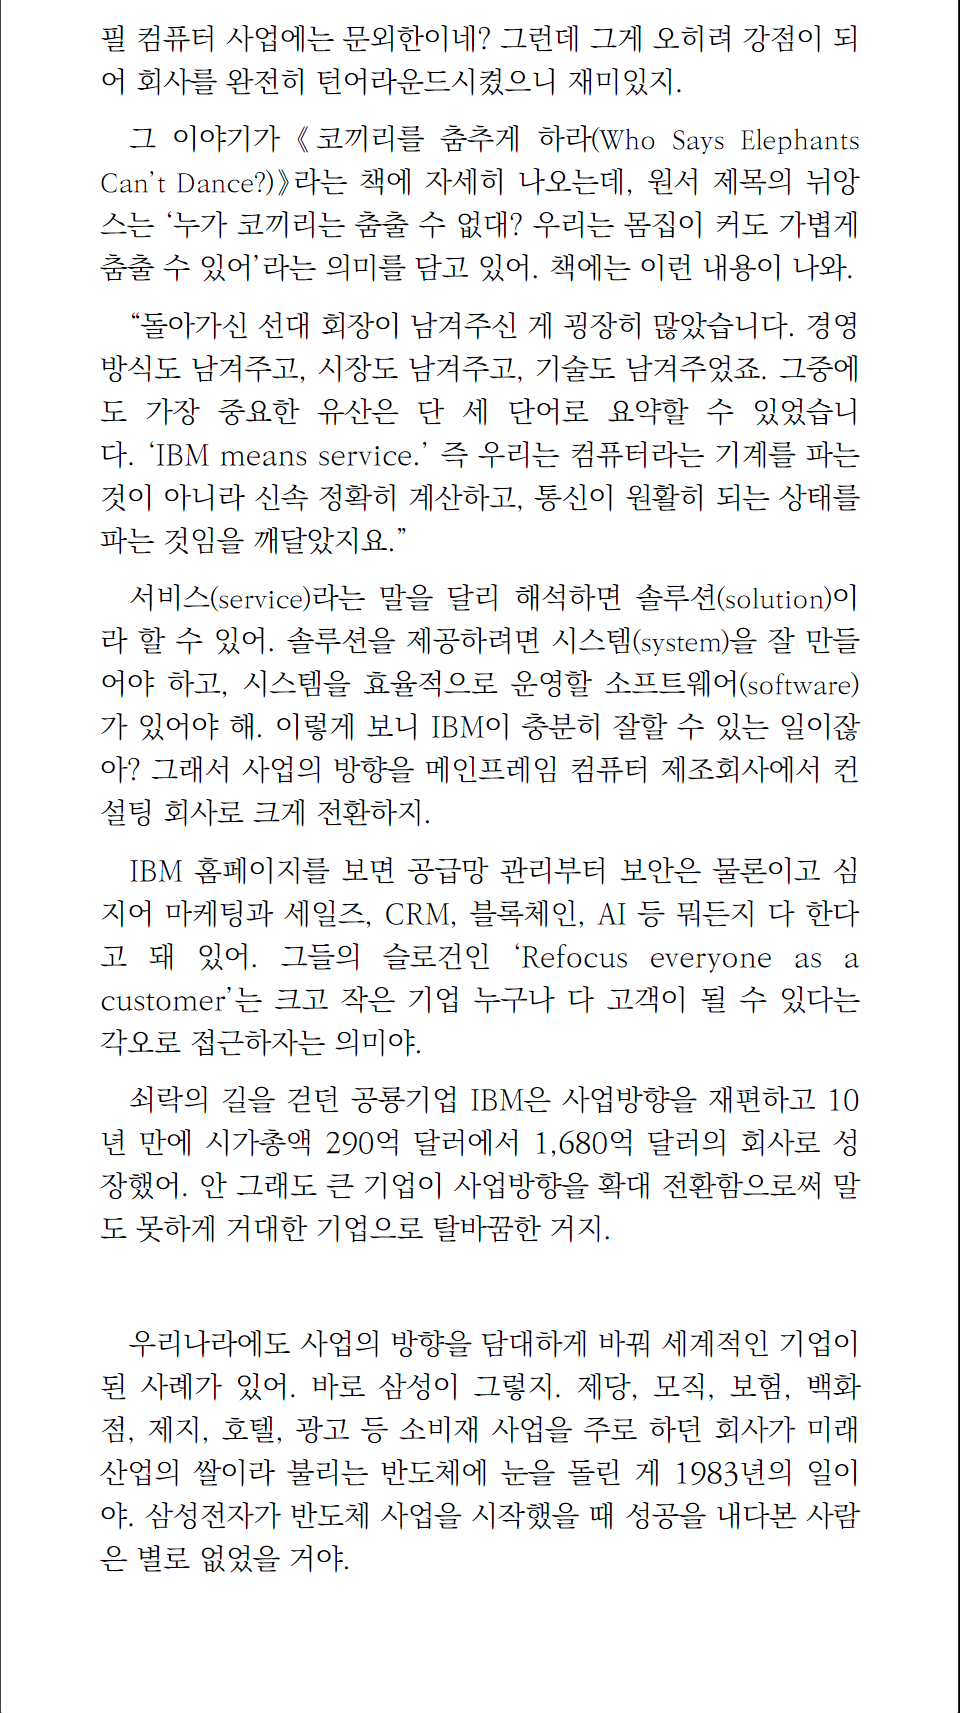 필 컴퓨터 사업에는 문외한이네? 그런데 그게 오히려 강점이 되
어 회사를 완전히 턴어라운드시켰으니 재미있지.
그 이야기가 《코끼리를 춤추게 하라(Who Says Elephants
Can’t Dance?)》라는 책에 자세히 나오는데, 원서 제목의 뉘앙
스는 ‘누가 코끼리는 춤출 수 없대? 우리는 몸집이 커도 가볍게
춤출 수 있어’라는 의미를 담고 있어. 책에는 이런 내용이 나와.
“돌아가신 선대 회장이 남겨주신 게 굉장히 많았습니다. 경영
방식도 남겨주고, 시장도 남겨주고, 기술도 남겨주었죠. 그중에
도 가장 중요한 유산은 단 세 단어로 요약할 수 있었습니
다. ‘IBM means service.’ 즉 우리는 컴퓨터라는 기계를 파는
것이 아니라 신속 정확히 계산하고, 통신이 원활히 되는 상태를
파는 것임을 깨달았지요.”
서비스(service)라는 말을 달리 해석하면 솔루션(solution)이
라 할 수 있어. 솔루션을 제공하려면 시스템(system)을 잘 만들
어야 하고, 시스템을 효율적으로 운영할 소프트웨어(software)
가 있어야 해. 이렇게 보니 IBM이 충분히 잘할 수 있는 일이잖
아? 그래서 사업의 방향을 메인프레임 컴퓨터 제조회사에서 컨
설팅 회사로 크게 전환하지.
IBM 홈페이지를 보면 공급망 관리부터 보안은 물론이고 심
지어 마케팅과 세일즈, CRM, 블록체인, AI 등 뭐든지 다 한다
고 돼 있어. 그들의 슬로건인 ‘Refocus everyone as a
customer’는 크고 작은 기업 누구나 다 고객이 될 수 있다는
각오로 접근하자는 의미야.
쇠락의 길을 걷던 공룡기업 IBM은 사업방향을 재편하고 10
년 만에 시가총액 290억 달러에서 1,680억 달러의 회사로 성
장했어. 안 그래도 큰 기업이 사업방향을 확대 전환함으로써 말
도 못하게 거대한 기업으로 탈바꿈한 거지.
우리나라에도 사업의 방향을 담대하게 바꿔 세계적인 기업이
된 사례가 있어. 바로 삼성이 그렇지. 제당, 모직, 보험, 백화
점, 제지, 호텔, 광고 등 소비재 사업을 주로 하던 회사가 미래
산업의 쌀이라 불리는 반도체에 눈을 돌린 게 1983년의 일이
야. 삼성전자가 반도체 사업을 시작했을 때 성공을 내다본 사람
은 별로 없었을 거야.